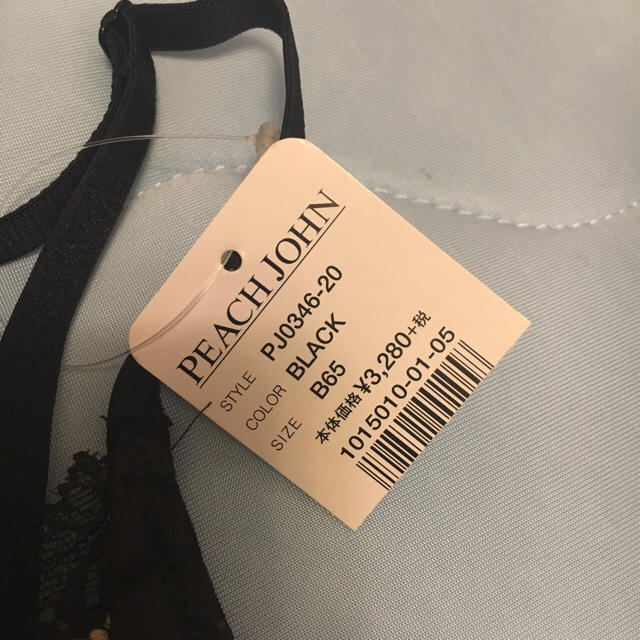 PEACH JOHN
STYLE PJ0346-20
COLOR BLACK
SIZE B65
本体価格 ¥3,280+税
1015010-01-05